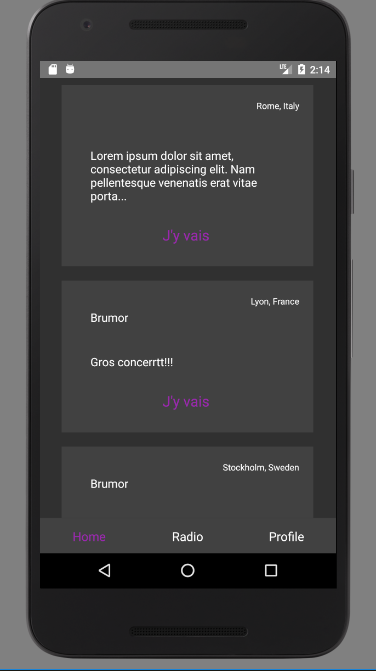 LTE 2:14
Rome, Italy
Lorem ipsum dolor sit amet,
consectetur adipiscing elit. Nam
pellentesque venenatis erat vitae
porta...
J'y vais
Lyon, France
Brumor
Gros concerrtt!!!
J'y vais
Stockholm, Sweden
Brumor
Home Radio Profile